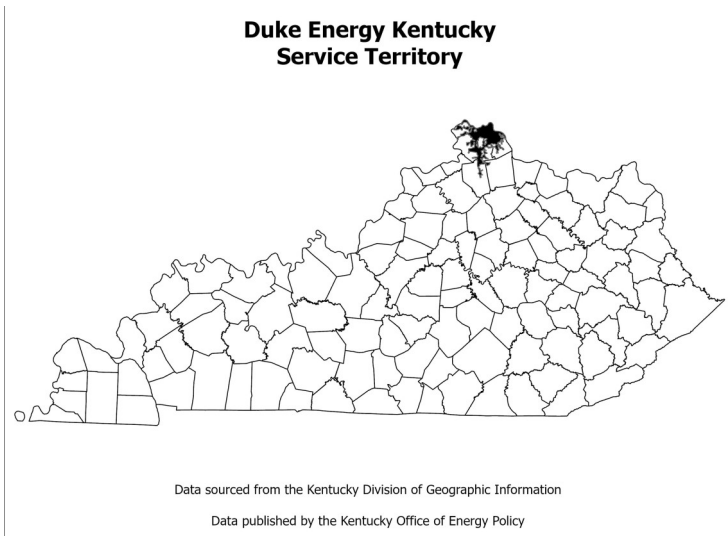 Duke Energy Kentucky
Service Territory
Data sourced from the Kentucky Division of Geographic Information
Data published by the Kentucky Office of Energy Policy